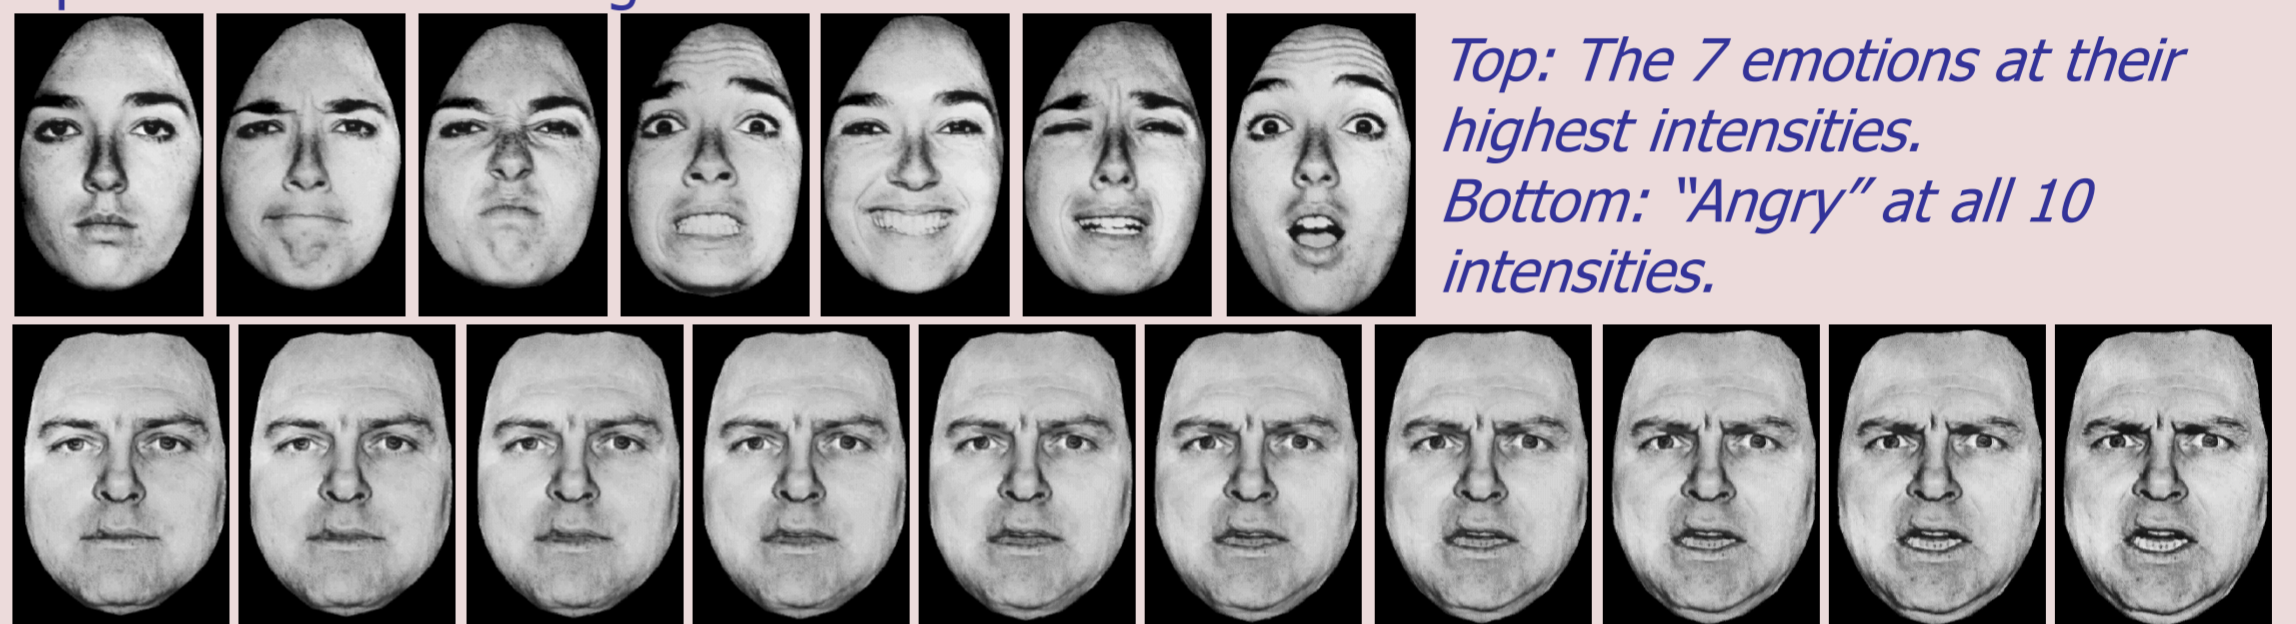 Top: The 7 emotions at their
highest intensities.
Bottom: “Angry” at all 10
intensities.